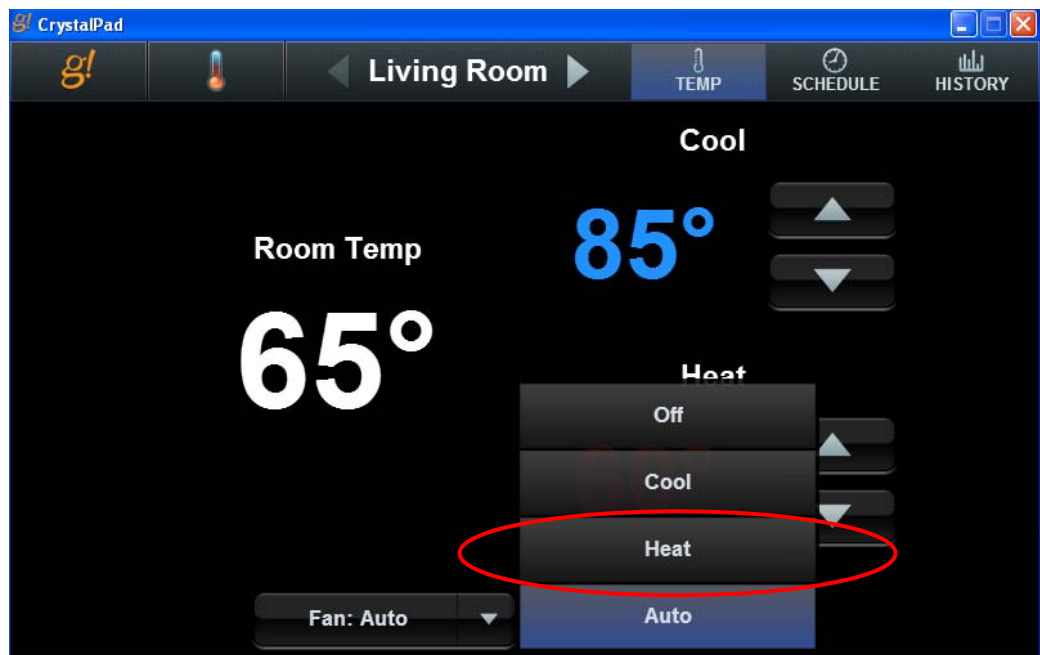 g! CrystalPad
g!
Living Room
TEMP
SCHEDULE
HISTORY
Cool
85°
Room Temp
65°
Heat
Off
Cool
Heat
Auto
Fan: Auto